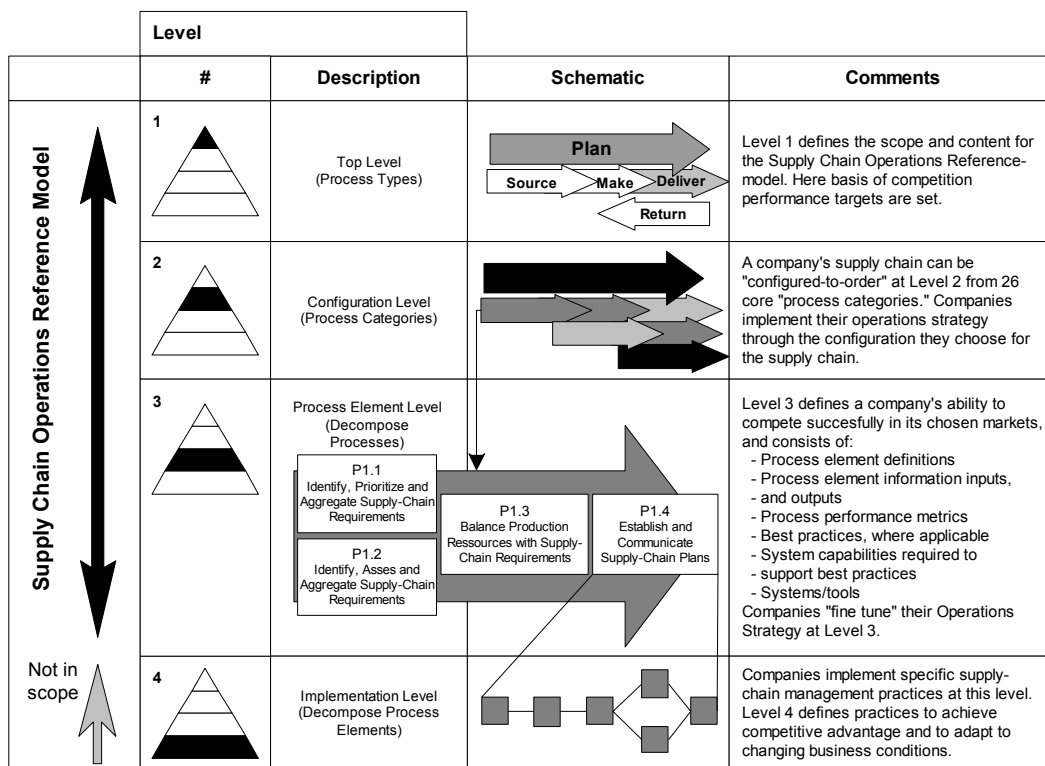 Level
#
Description
Schematic
Comments
Supply Chain Operations Reference Model
1
Top Level
(Process Types)
Plan
Source
Make
Deliver
Return
Level 1 defines the scope and content for
the Supply Chain Operations Reference-
model. Here basis of competition
performance targets are set.
2
Configuration Level
(Process Categories)
A company's supply chain can be
"configured-to-order" at Level 2 from 26
core "process categories." Companies
implement their operations strategy
through the configuration they choose for
the supply chain.
3
Process Element Level
(Decompose
Processes)
P1.1
Identify, Prioritize and
Aggregate Supply-Chain
Requirements
P1.2
Identify, Asses and
Aggregate Supply-Chain
Requirements
P1.3
Balance Production
Ressources with Supply-
Chain Requirements
P1.4
Establish and
Communicate
Supply-Chain Plans
Level 3 defines a company's ability to
compete succesfully in its chosen markets,
and consists of:
- Process element definitions
- Process element information inputs,
- and outputs
- Process performance metrics
- Best practices, where applicable
- System capabilities required to
- support best practices
- Systems/tools
Companies "fine tune" their Operations
Strategy at Level 3.
Not in
scope
4
Implementation Level
(Decompose Process
Elements)
Companies implement specific supply-
chain management practices at this level.
Level 4 defines practices to achieve
competitive advantage and to adapt to
changing business conditions.